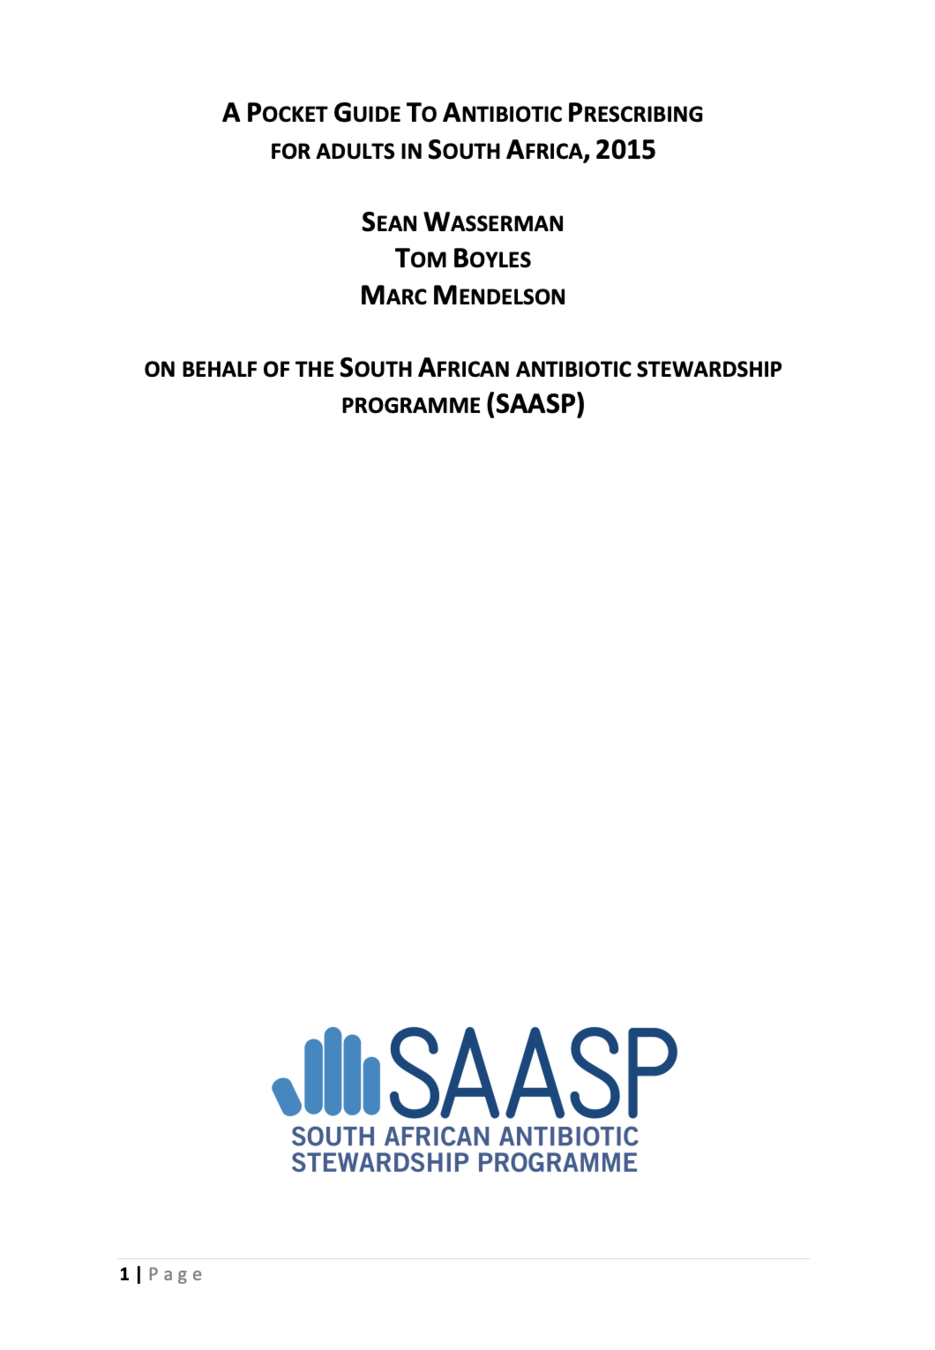 A POCKET GUIDE TO ANTIBIOTIC PRESCRIBING
FOR ADULTS IN SOUTH AFRICA, 2015
SEAN WASSERMAN
TOM BOYLES
MARC MENDELSON
ON BEHALF OF THE SOUTH AFRICAN ANTIBIOTIC STEWARDSHIP
PROGRAMME (SAASP)
SAASP
SOUTH AFRICAN ANTIBIOTIC
STEWARDSHIP PROGRAMME
1 | Page